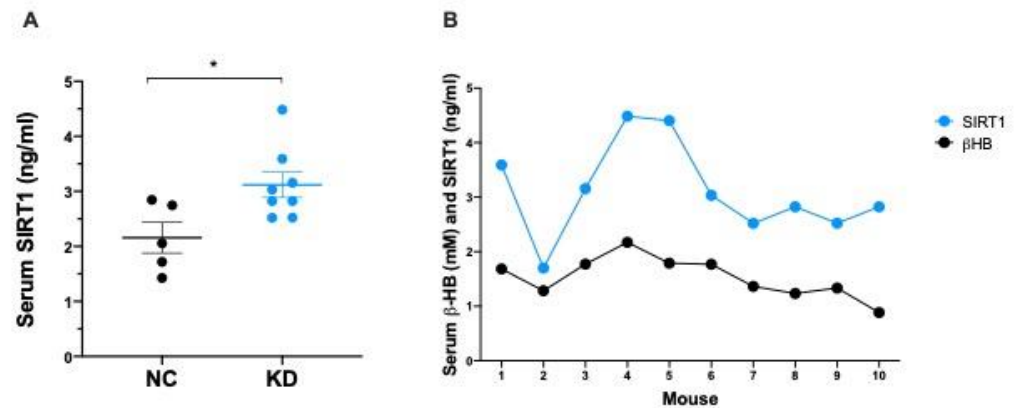 A
*
Serum SIRT1 (ng/ml)
5
4
3
2
1
0
NC KD
B
Serum β-HB (mM) and SIRT1 (ng/ml)
5
4
3
2
1
0
1 2 3 4 5 6 7 8 9 10
Mouse
SIRT1
βHB